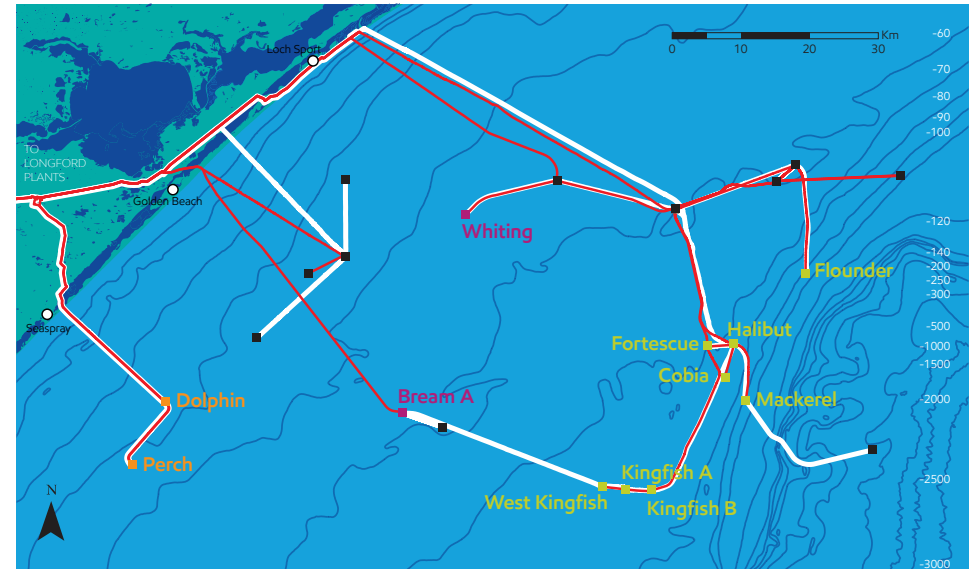 Loch Sport
0
10
20
30
Km
-60
-70
-80
-90
-100
TO
LONGFORD
PLANTS
Golden Beach
Whiting
-120
-140
-200
-250
-300
Flounder
Seaspray
-500
-1000
-1500
Fortescue
Halibut
Cobia
Dolphin
Bream A
Mackerel
-2000
Perch
Kingfish A
West Kingfish
Kingfish B
-2500
N
-3000